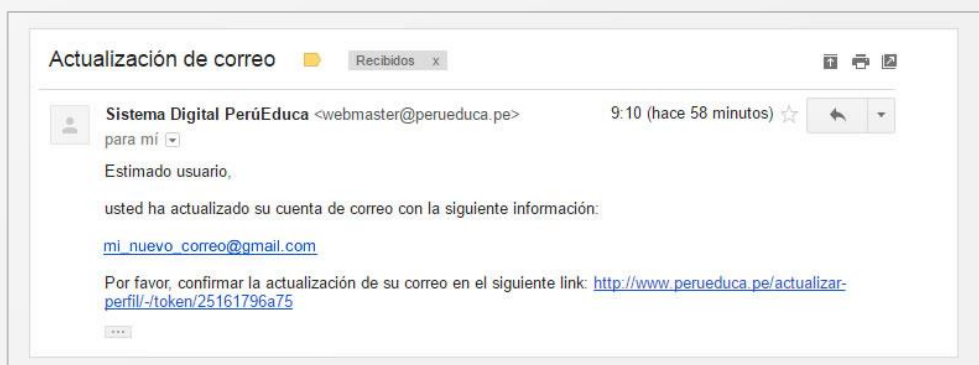 Actualización de correo Recibidos x
Sistema Digital PerúEduca <webmaster@perueduca.pe> 9:10 (hace 58 minutos)
para mí
Estimado usuario,
usted ha actualizado su cuenta de correo con la siguiente información:
mi_nuevo_correo@gmail.com
Por favor, confirmar la actualización de su correo en el siguiente link: http://www.perueduca.pe/actualizar-
perfil/-/token/25161796a75